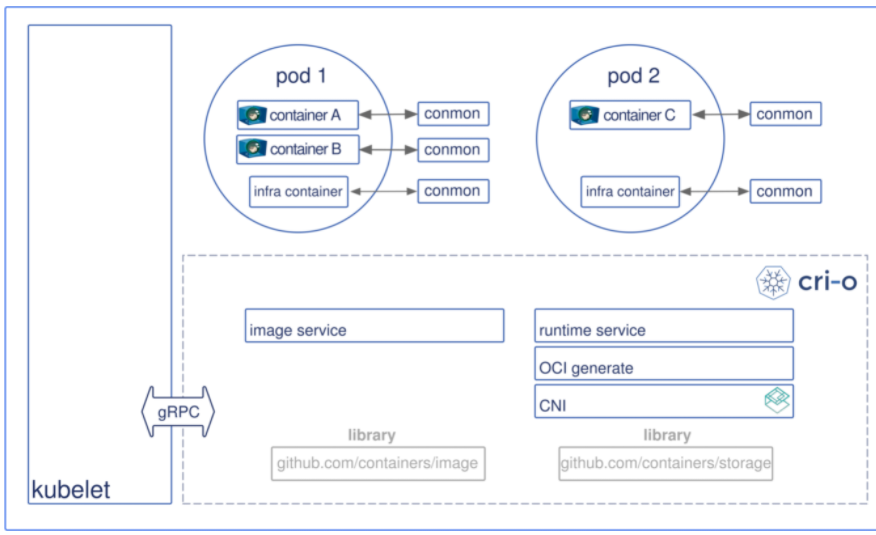 pod 1
container A
conmon
container B
conmon
infra container
conmon
pod 2
container C
conmon
infra container
conmon
cri-o
image service
runtime service
OCI generate
CNI
gRPC
library
github.com/containers/image
library
github.com/containers/storage
kubelet